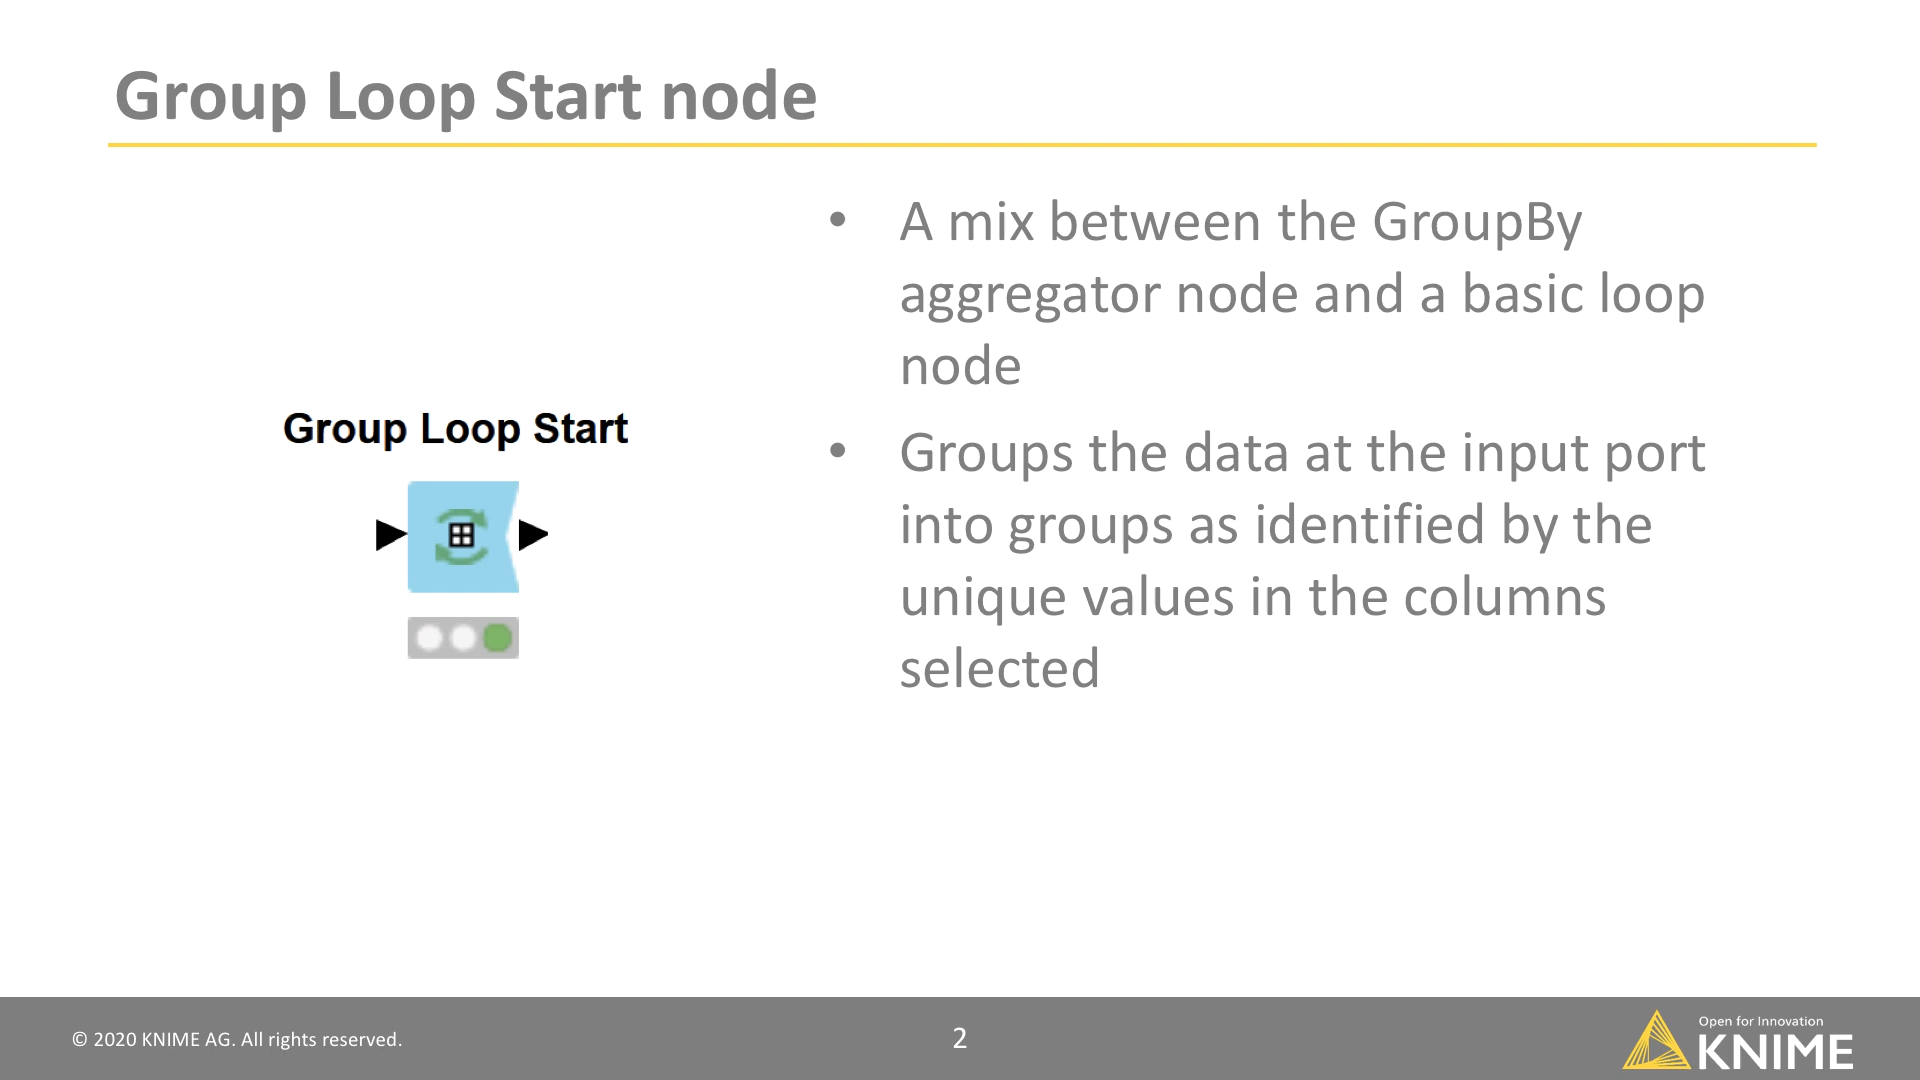 Group Loop Start node
• A mix between the GroupBy
aggregator node and a basic loop
node
• Groups the data at the input port
into groups as identified by the
unique values in the columns
selected
Group Loop Start
© 2020 KNIME AG. All rights reserved.
2
Open for Innovation
KNIME